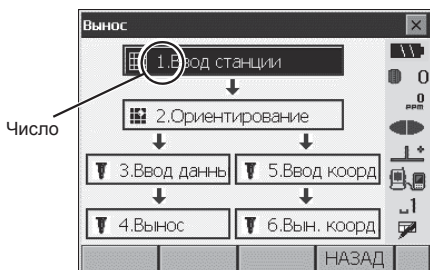 Вынос
1.Ввод станции
0
0
PPM
Число
2.Ориентирование
3.Ввод даннь
5.Ввод коорд
1
4.Вынос
6.Вын. коорд
НАЗАД